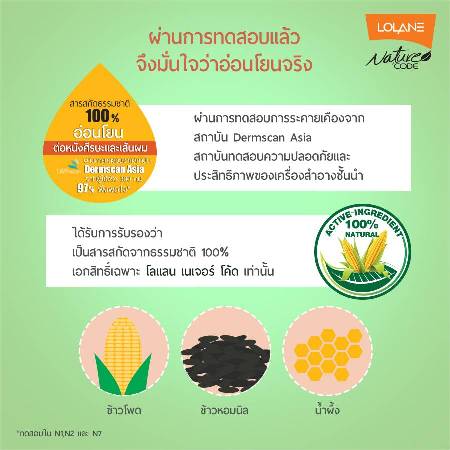 LOLANE
Nature
CODE
ผ่านการทดสอบแล้ว
จึงมั่นใจว่าอ่อนโยนจริง
สารสกัดธรรมชาติ
100%
อ่อนโยน
ต่อหนังศีรษะและเส้นผม
Dermscan Asia
97%
ผ่านการทดสอบการระคายเคืองจาก
สถาบัน Dermscan Asia
สถาบันทดสอบความปลอดภัยและ
ประสิทธิภาพของเครื่องสำอางชั้นนำ
ได้รับการรับรองว่า
เป็นสารสกัดจากธรรมชาติ 100%
เอกสิทธิ์เฉพาะ โลแลน เนเจอร์ โค้ด เท่านั้น
ACTIVE INGREDIENT
100%
NATURAL
ข้าวโพด
ข้าวหอมนิล
น้ำผึ้ง
*ทดสอบใน N1,N2 และ N7